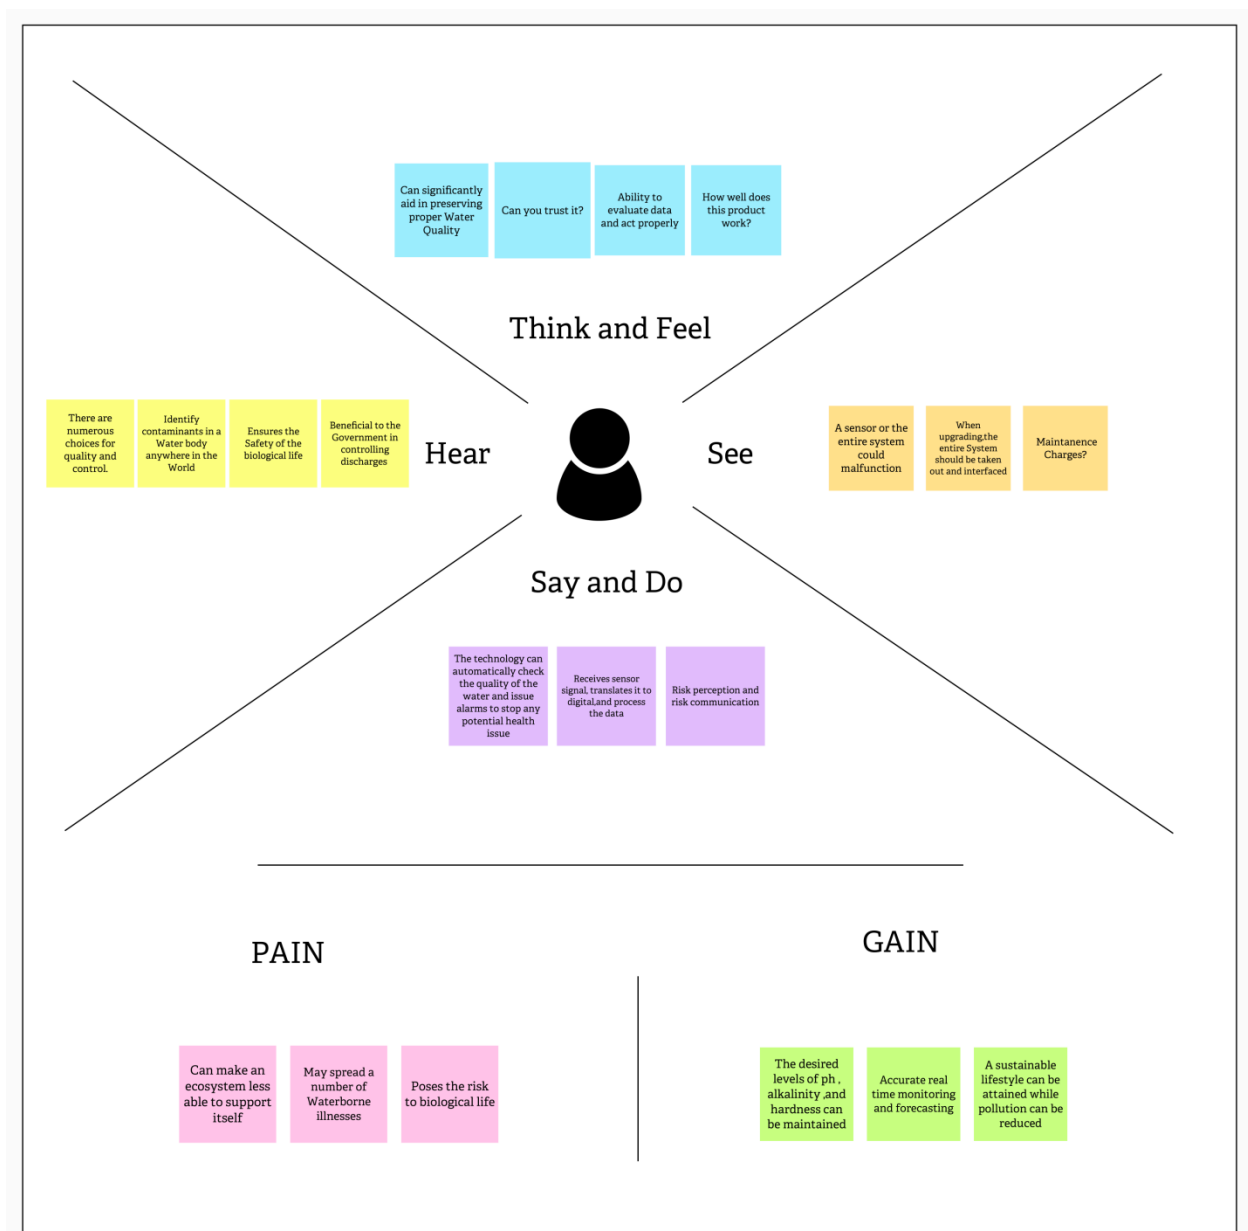 Can significantly
aid in preserving
proper Water
Quality
Can you trust it?
Ability to
evaluate data
and act properly
How well does
this product
work?
Think and Feel
There are
numerous
choices for
quality and
control.
Identify
contaminants in a
Water body
anywhere in the
World
Ensures the
Safety of the
biological life
Beneficial to the
Government in
controlling
discharges
Hear
See
A sensor or the
entire system
could
malfunction
When
upgrading,the
entire System
should be taken
out and interfaced
Maintanence
Charges?
Say and Do
The technology can
automatically check
the quality of the
water and issue
alarms to stop any
potential health
issue
Receives sensor
signal, translates it to
digital,and process
the data
Risk perception and
risk communication
PAIN
GAIN
Can make an
ecosystem less
able to support
itself
May spread a
number of
Waterborne
illnesses
Poses the risk
to biological life
The desired
levels of ph ,
alkalinity ,and
hardness can
be maintained
Accurate real
time monitoring
and forecasting
A sustainable
lifestyle can be
attained while
pollution can be
reduced